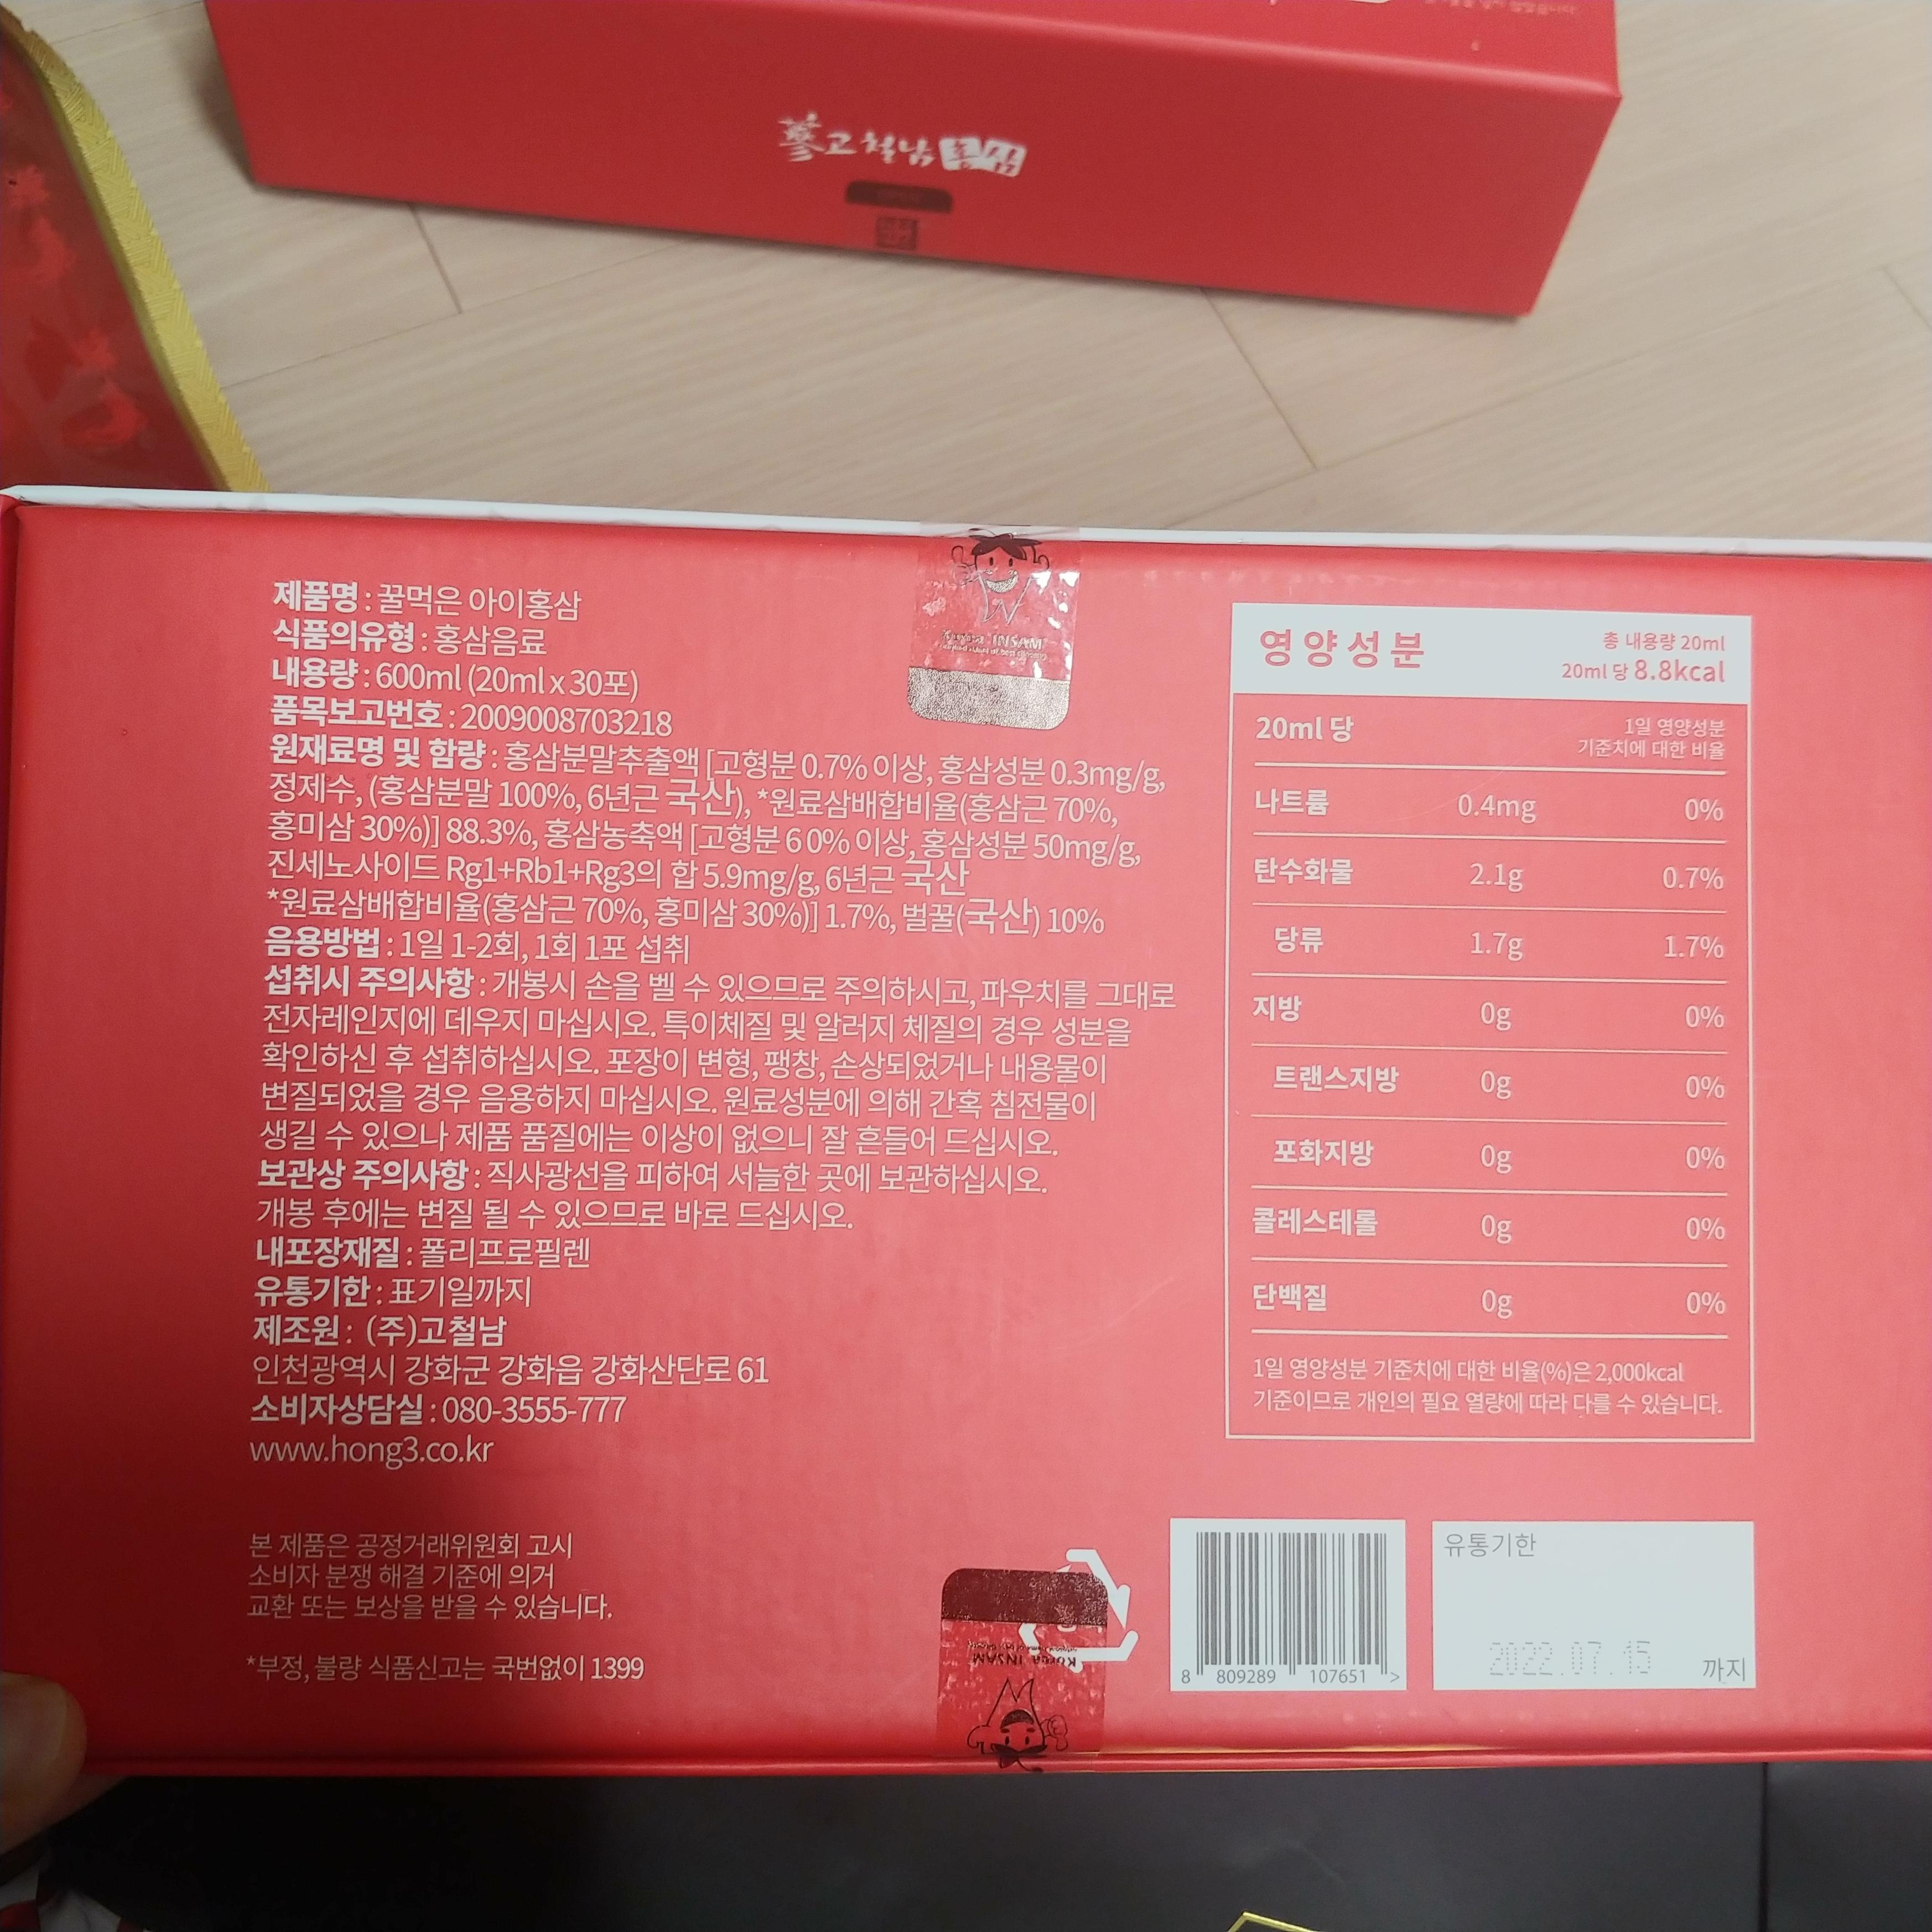 蔘고철남홍삼
제품명 : 꿀먹은 아이홍삼
식품의유형 : 홍삼음료
내용량 : 600ml (20ml x 30포)
품목보고번호 : 2009008703218
원재료명 및 함량 : 홍삼분말추출액 [고형분 0.7% 이상, 홍삼성분 0.3mg/g,
정제수, (홍삼분말 100%, 6년근 국산), *원료삼배합비율(홍삼근 70%,
홍미삼 30%)] 88.3%, 홍삼농축액 [고형분 6 0% 이상, 홍삼성분 50mg/g,
진세노사이드 Rg1+Rb1+Rg3의 합 5.9mg/g, 6년근 국산
*원료삼배합비율(홍삼근 70%, 홍미삼 30%)] 1.7%, 벌꿀(국산) 10%
음용방법 : 1일 1-2회, 1회 1포 섭취
섭취시 주의사항 : 개봉시 손을 벨 수 있으므로 주의하시고, 파우치를 그대로
전자레인지에 데우지 마십시오. 특이체질 및 알러지 체질의 경우 성분을
확인하신 후 섭취하십시오. 포장이 변형, 팽창, 손상되었거나 내용물이
변질되었을 경우 음용하지 마십시오. 원료성분에 의해 간혹 침전물이
생길 수 있으나 제품 품질에는 이상이 없으니 잘 흔들어 드십시오.
보관상 주의사항 : 직사광선을 피하여 서늘한 곳에 보관하십시오.
개봉 후에는 변질 될 수 있으므로 바로 드십시오.
내포장재질 : 폴리프로필렌
유통기한 : 표기일까지
제조원 : (주)고철남
인천광역시 강화군 강화읍 강화산단로 61
소비자상담실 : 080-3555-777
www.hong3.co.kr
본 제품은 공정거래위원회 고시
소비자 분쟁 해결 기준에 의거
교환 또는 보상을 받을 수 있습니다.
*부정, 불량 식품신고는 국번없이 1399
Korea INSAM
영양성분
총 내용량 20ml
20ml 당 8.8kcal
20ml 당 1일 영양성분
기준치에 대한 비율
나트륨 0.4mg 0%
탄수화물 2.1g 0.7%
당류 1.7g 1.7%
지방 0g 0%
트랜스지방 0g 0%
포화지방 0g 0%
콜레스테롤 0g 0%
단백질 0g 0%
1일 영양성분 기준치에 대한 비율(%)은 2,000kcal
기준이므로 개인의 필요 열량에 따라 다를 수 있습니다.
Korea INSAM
8 809289 107651 >
유통기한
2022.07.15 까지